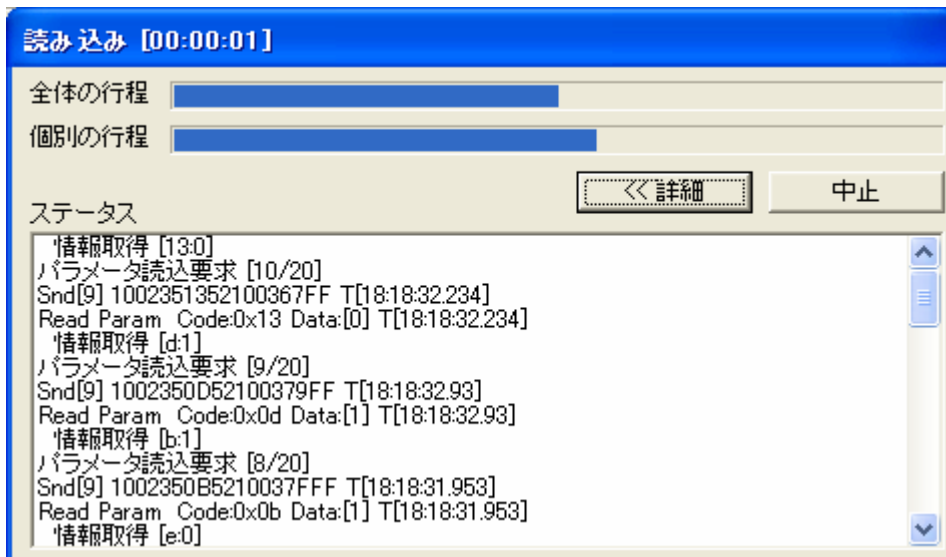 読み込み [00:00:01]
全体の行程
個別の行程
<<詳細 中止
ステータス
情報取得 [13:0]
パラメータ読込要求 [10/20]
Snd[9] 1002351352100367FF T[18:18:32.234]
Read Param Code:0x13 Data:[0] T[18:18:32.234]
情報取得 [d:1]
パラメータ読込要求 [9/20]
Snd[9] 1002350D52100379FF T[18:18:32.93]
Read Param Code:0x0d Data:[1] T[18:18:32.93]
情報取得 [b:1]
パラメータ読込要求 [8/20]
Snd[9] 1002350B5210037FFF T[18:18:31.953]
Read Param Code:0x0b Data:[1] T[18:18:31.953]
情報取得 [e:0]